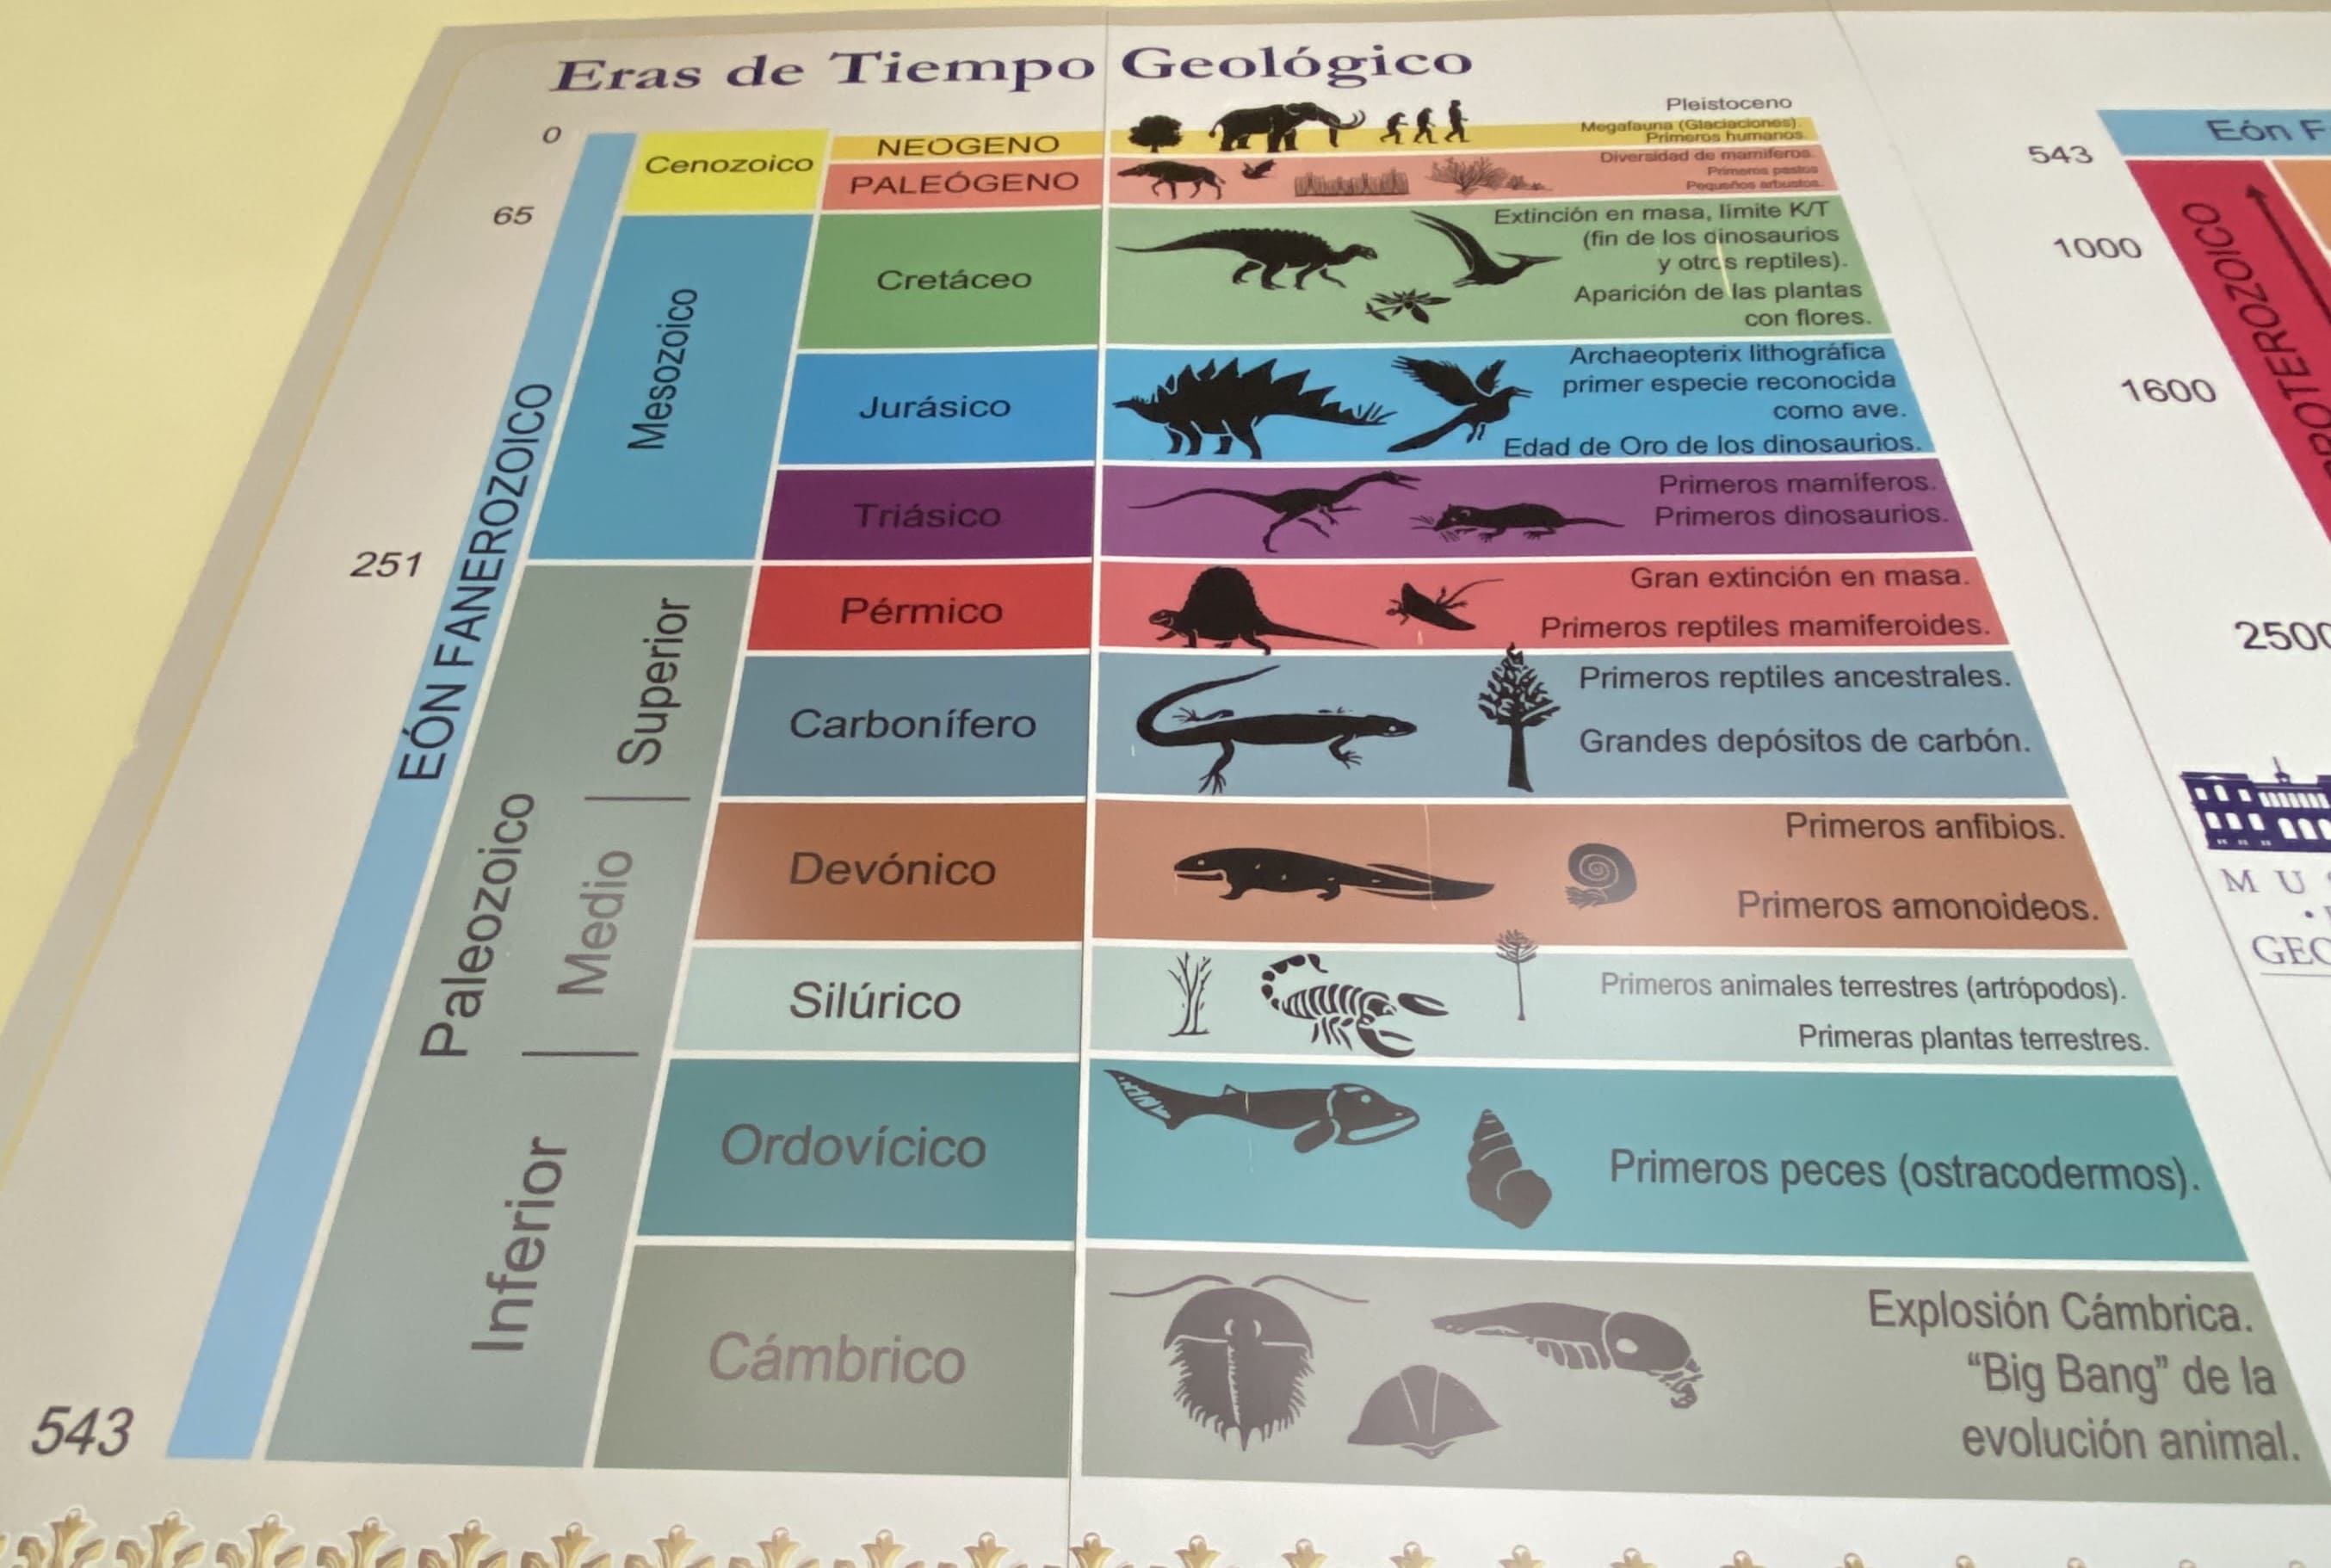 Eras de Tiempo Geológico
0
65
251
543
EÓN FANEROZOICO
Cenozoico
Mesozoico
Paleozoico
Superior
Medio
Inferior
NEOGENO
Pleistoceno
Megafauna (Glaciaciones).
Primeros humanos.
PALEÓGENO
Diversidad de mamíferos.
Primeros pastos
Pequeños arbustos.
Cretáceo
Extinción en masa, límite K/T
(fin de los dinosaurios
y otros reptiles).
Aparición de las plantas
con flores.
Jurásico
Archaeopterix lithográfica
primer especie reconocida
como ave.
Edad de Oro de los dinosaurios.
Triásico
Primeros mamíferos.
Primeros dinosaurios.
Pérmico
Gran extinción en masa.
Primeros reptiles mamiferoides.
Carbonífero
Primeros reptiles ancestrales.
Grandes depósitos de carbón.
Devónico
Primeros anfibios.
Primeros amonoideos.
Silúrico
Primeros animales terrestres (artrópodos).
Primeras plantas terrestres.
Ordovícico
Primeros peces (ostracodermos).
Cámbrico
Explosión Cámbrica.
“Big Bang” de la
evolución animal.
Eón F
543
1000
1600
2500
PROTEROZOICO
M U
GEO